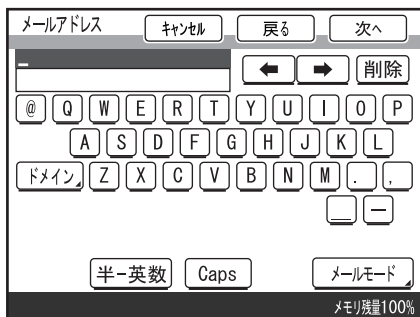 メールアドレス キャンセル 戻る 次へ
← → 削除
@ Q W E R T Y U I O P
A S D F G H J K L
ドメイン Z X C V B N M . ,
_ －
半-英数 Caps メールモード
メモリ残量100%